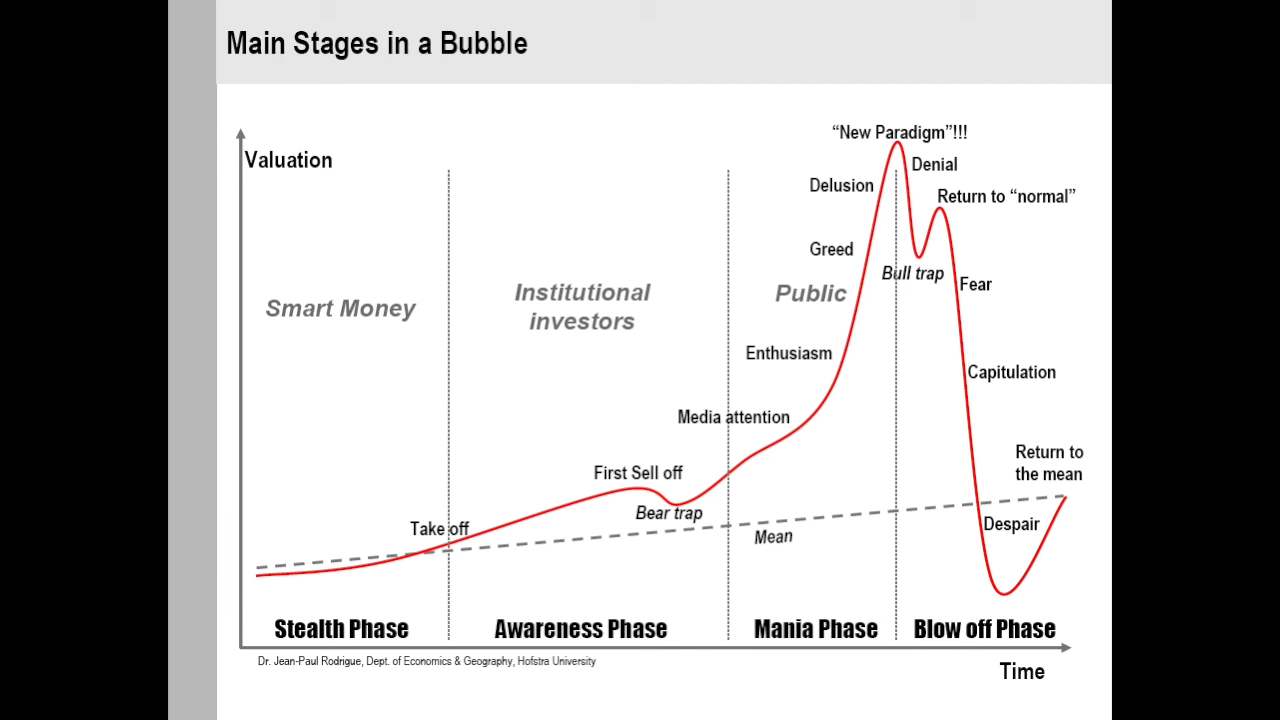 Main Stages in a Bubble
Valuation
“New Paradigm”!!!
Denial
Delusion
Return to “normal”
Greed
Bull trap
Fear
Smart Money
Institutional
investors
Public
Enthusiasm
Capitulation
Media attention
First Sell off
Bear trap
Return to
the mean
Take off
Mean
Despair
Stealth Phase
Awareness Phase
Mania Phase
Blow off Phase
Dr. Jean-Paul Rodrigue, Dept. of Economics & Geography, Hofstra University
Time